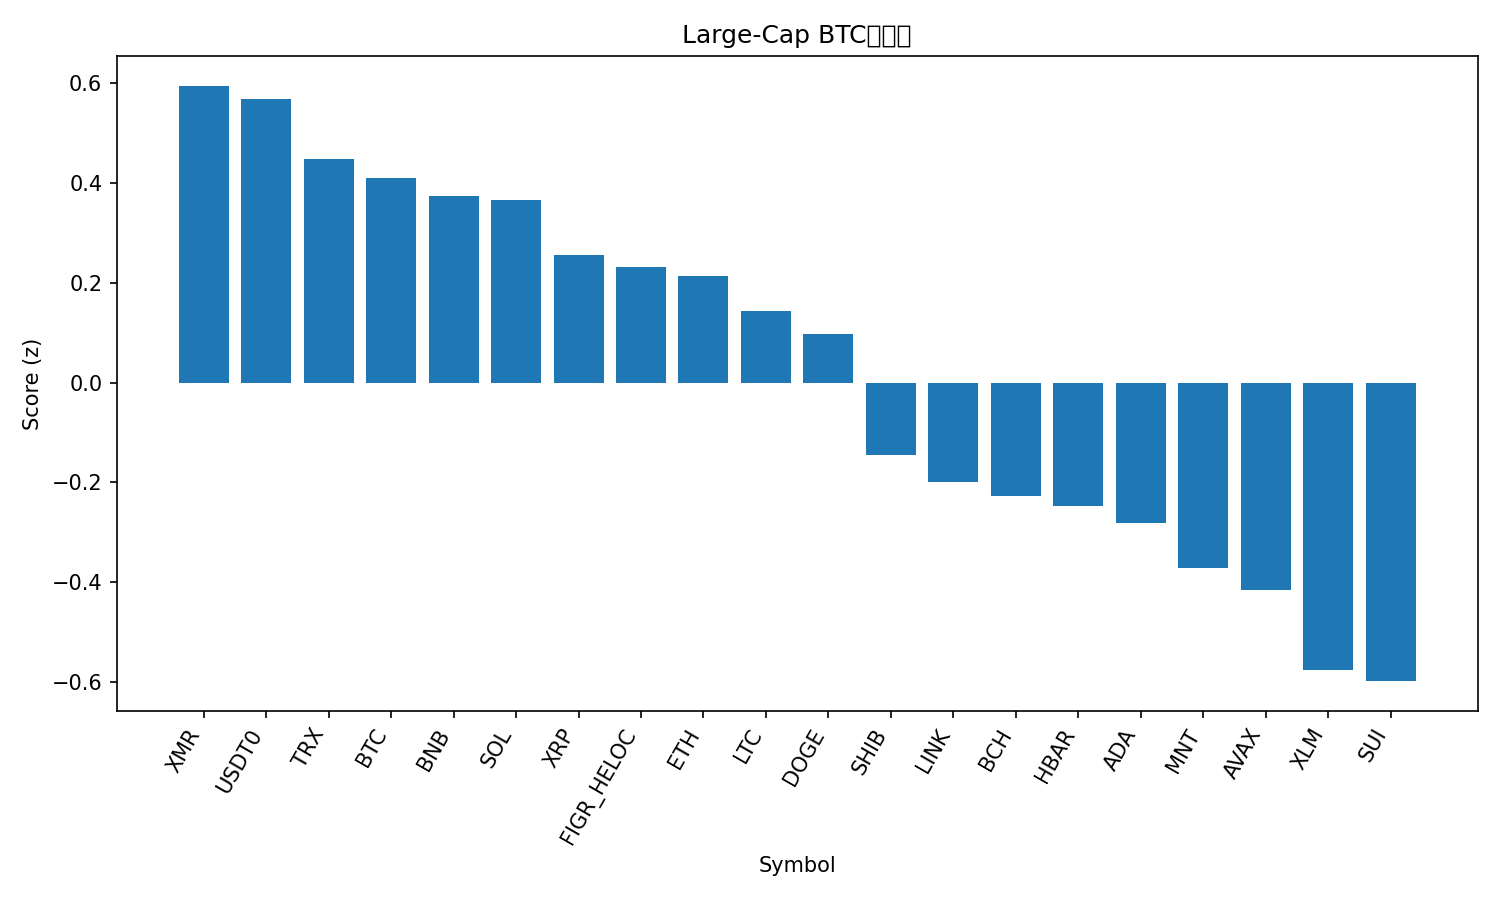 Large-Cap BTC
0.6
0.4
0.2
0.0
−0.2
−0.4
−0.6
Score (z)
XMR
USDT0
TRX
BTC
BNB
SOL
XRP
FIGR_HELOC
ETH
LTC
DOGE
SHIB
LINK
BCH
HBAR
ADA
MNT
AVAX
XLM
SUI
Symbol